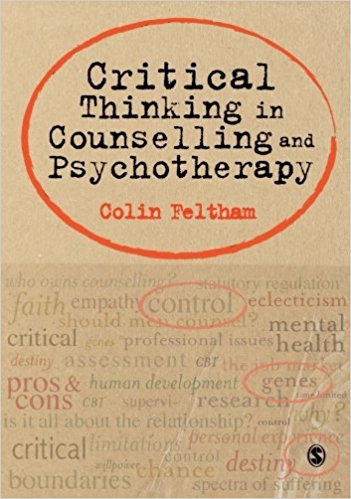 Critical
Thinking in
Counselling and
Psychotherapy
Colin Feltham
who owns counselling? statutory regulation
faith empathy control eclecticism
should men counsel? mental
critical genes professional issues health
destiny assessment CBT the job market
pros & human development genes
cons CBT supervi- research time limited
is it all about the relationship? control why?
critical limitations personal experience
boundaries willpower chance control destiny
spectra of suffering
S